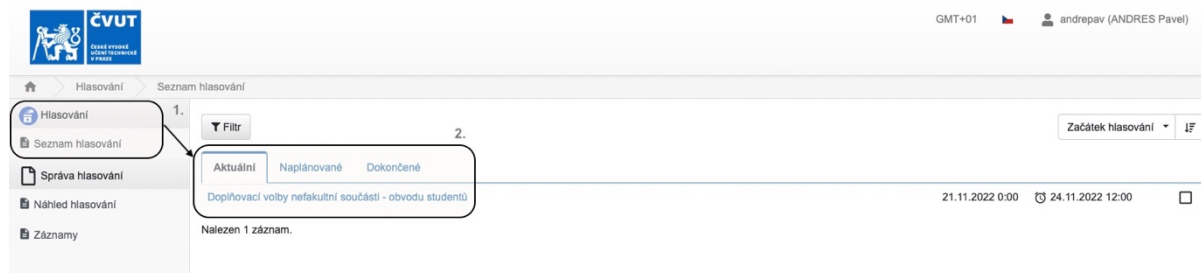 ČVUT
ČESKÉ VYSOKÉ
UČENÍ TECHNICKÉ
V PRAZE
GMT+01
andrepav (ANDRES Pavel)
Hlasování
Seznam hlasování
1.
Hlasování
Seznam hlasování
Správa hlasování
Náhled hlasování
Záznamy
Filtr
2.
Začátek hlasování
Aktuální
Naplánované
Dokončené
Doplňovací volby nefakultní součásti - obvodu studentů
21.11.2022 0:00
24.11.2022 12:00
Nalezen 1 záznam.